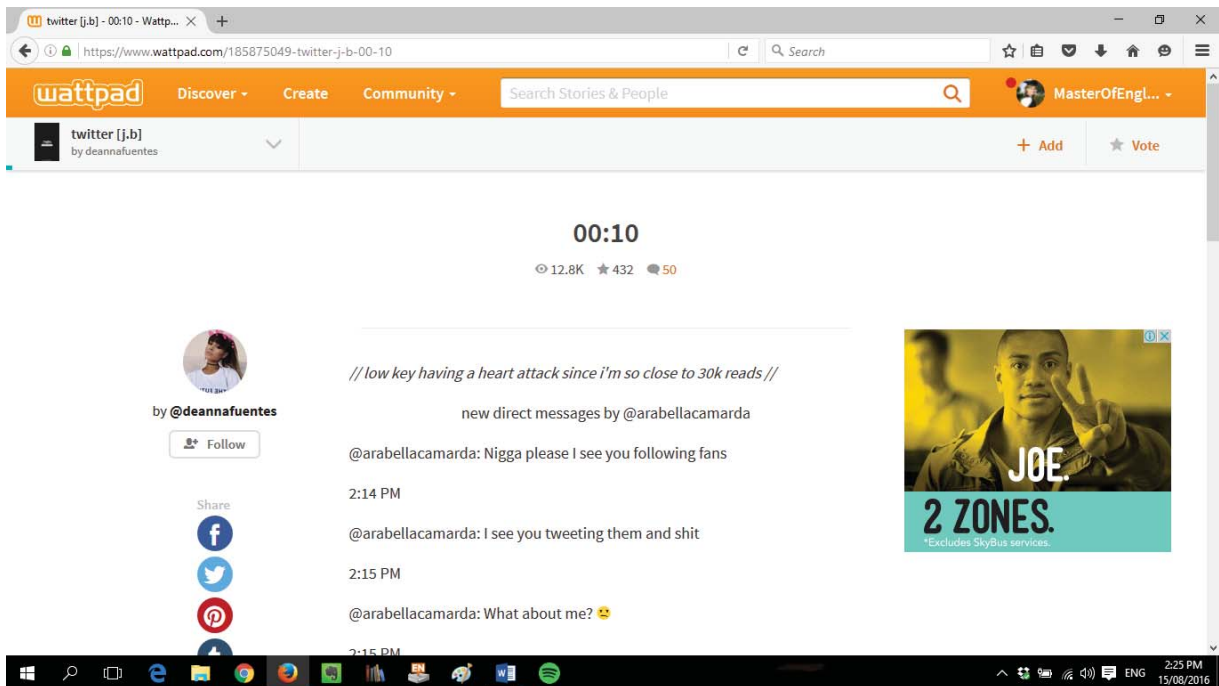 twitter [j.b] - 00:10 - Wattp...
https://www.wattpad.com/185875049-twitter-j-b-00-10
Search
wattpad
Discover
Create
Community
Search Stories & People
MasterOfEngl...
twitter [j.b]
by deannafuentes
+ Add
Vote
00:10
12.8K 432 50
by @deannafuentes
Follow
Share
// low key having a heart attack since i'm so close to 30k reads //
new direct messages by @arabellacamarda
@arabellacamarda: Nigga please I see you following fans
2:14 PM
@arabellacamarda: I see you tweeting them and shit
2:15 PM
@arabellacamarda: What about me? 😕
2:15 PM
JOE.
2 ZONES.
*Excludes SkyBus services.
EN
ENG
2:25 PM
15/08/2016